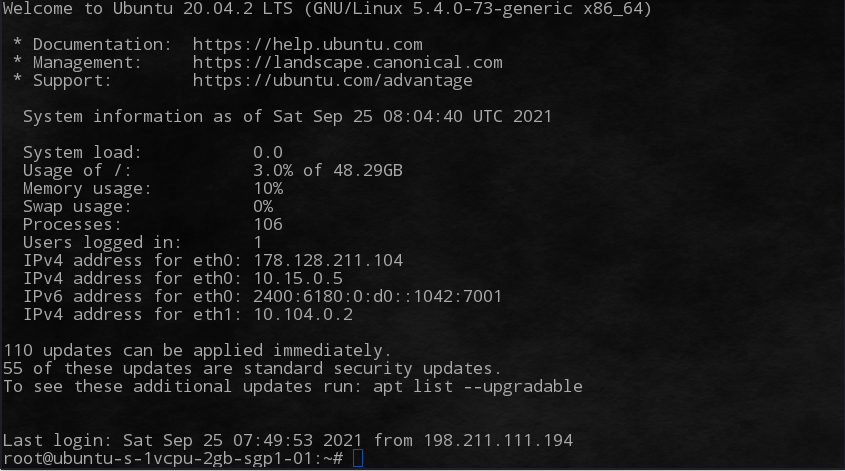 Welcome to Ubuntu 20.04.2 LTS (GNU/Linux 5.4.0-73-generic x86_64)
* Documentation:  https://help.ubuntu.com
* Management:     https://landscape.canonical.com
* Support:        https://ubuntu.com/advantage
System information as of Sat Sep 25 08:04:40 UTC 2021
System load:           0.0
Usage of /:            3.0% of 48.29GB
Memory usage:          10%
Swap usage:            0%
Processes:             106
Users logged in:       1
IPv4 address for eth0: 178.128.211.104
IPv4 address for eth0: 10.15.0.5
IPv6 address for eth0: 2400:6180:0:d0::1042:7001
IPv4 address for eth1: 10.104.0.2
110 updates can be applied immediately.
55 of these updates are standard security updates.
To see these additional updates run: apt list --upgradable
Last login: Sat Sep 25 07:49:53 2021 from 198.211.111.194
root@ubuntu-s-1vcpu-2gb-sgp1-01:~#